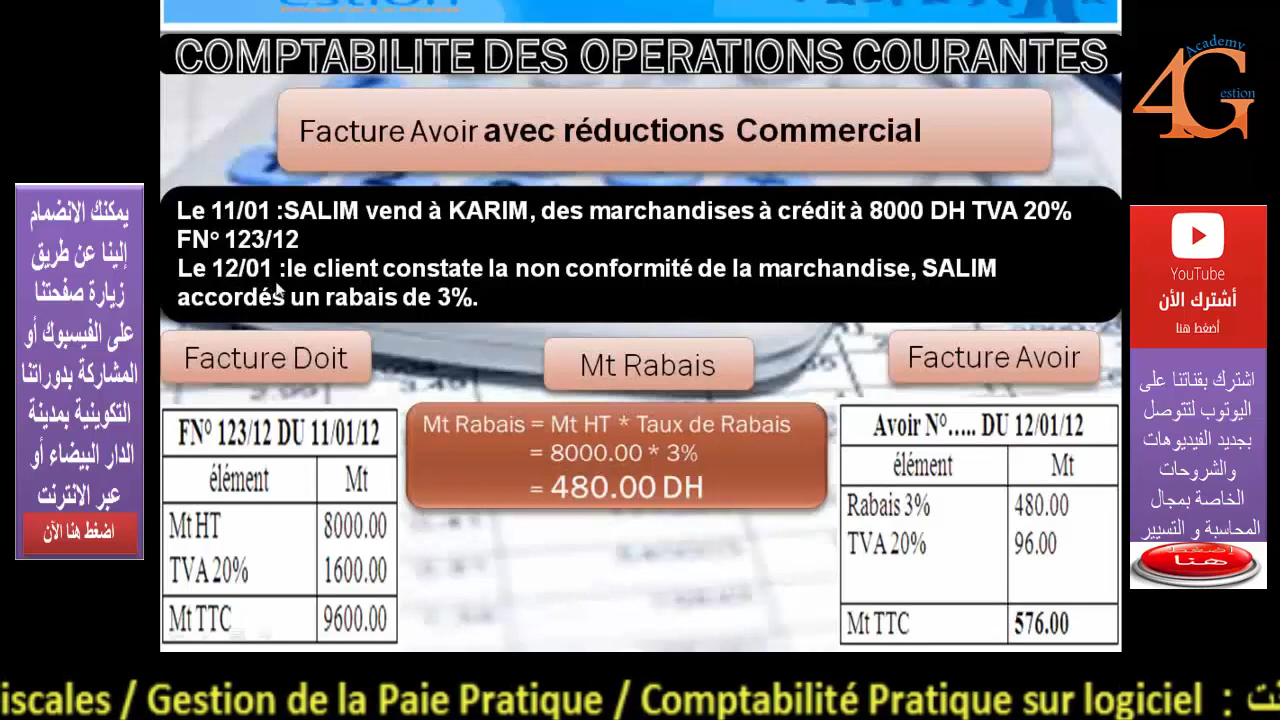 COMPTABILITE DES OPERATIONS COURANTES
Academy
4G
estion
Facture Avoir avec réductions Commercial
Le 11/01 :SALIM vend à KARIM, des marchandises à crédit à 8000 DH TVA 20%
FN° 123/12
Le 12/01 :le client constate la non conformité de la marchandise, SALIM
accordés un rabais de 3%.
Facture Doit
Mt Rabais
Facture Avoir
FN° 123/12 DU 11/01/12
élément Mt
Mt HT 8000.00
TVA 20% 1600.00
Mt TTC 9600.00
Mt Rabais = Mt HT * Taux de Rabais
= 8000.00 * 3%
= 480.00 DH
Avoir N°..... DU 12/01/12
élément Mt
Rabais 3% 480.00
TVA 20% 96.00
Mt TTC 576.00
يمكنك الانضمام
إلينا عن طريق
زيارة صفحتنا
على الفيسبوك أو
المشاركة بدوراتنا
التكوينية بمدينة
الدار البيضاء أو
عبر الانترنت
اضغط هنا الآن
YouTube
أشترك الأن
أضغط هنا
اشترك بقناتنا على
اليوتوب لتتوصل
بجديد الفيديوهات
والشروحات
الخاصة بمجال
المحاسبة و التسيير
إضغط
هنا
iscales / Gestion de la Paie Pratique / Comptabilité Pratique sur logiciel :